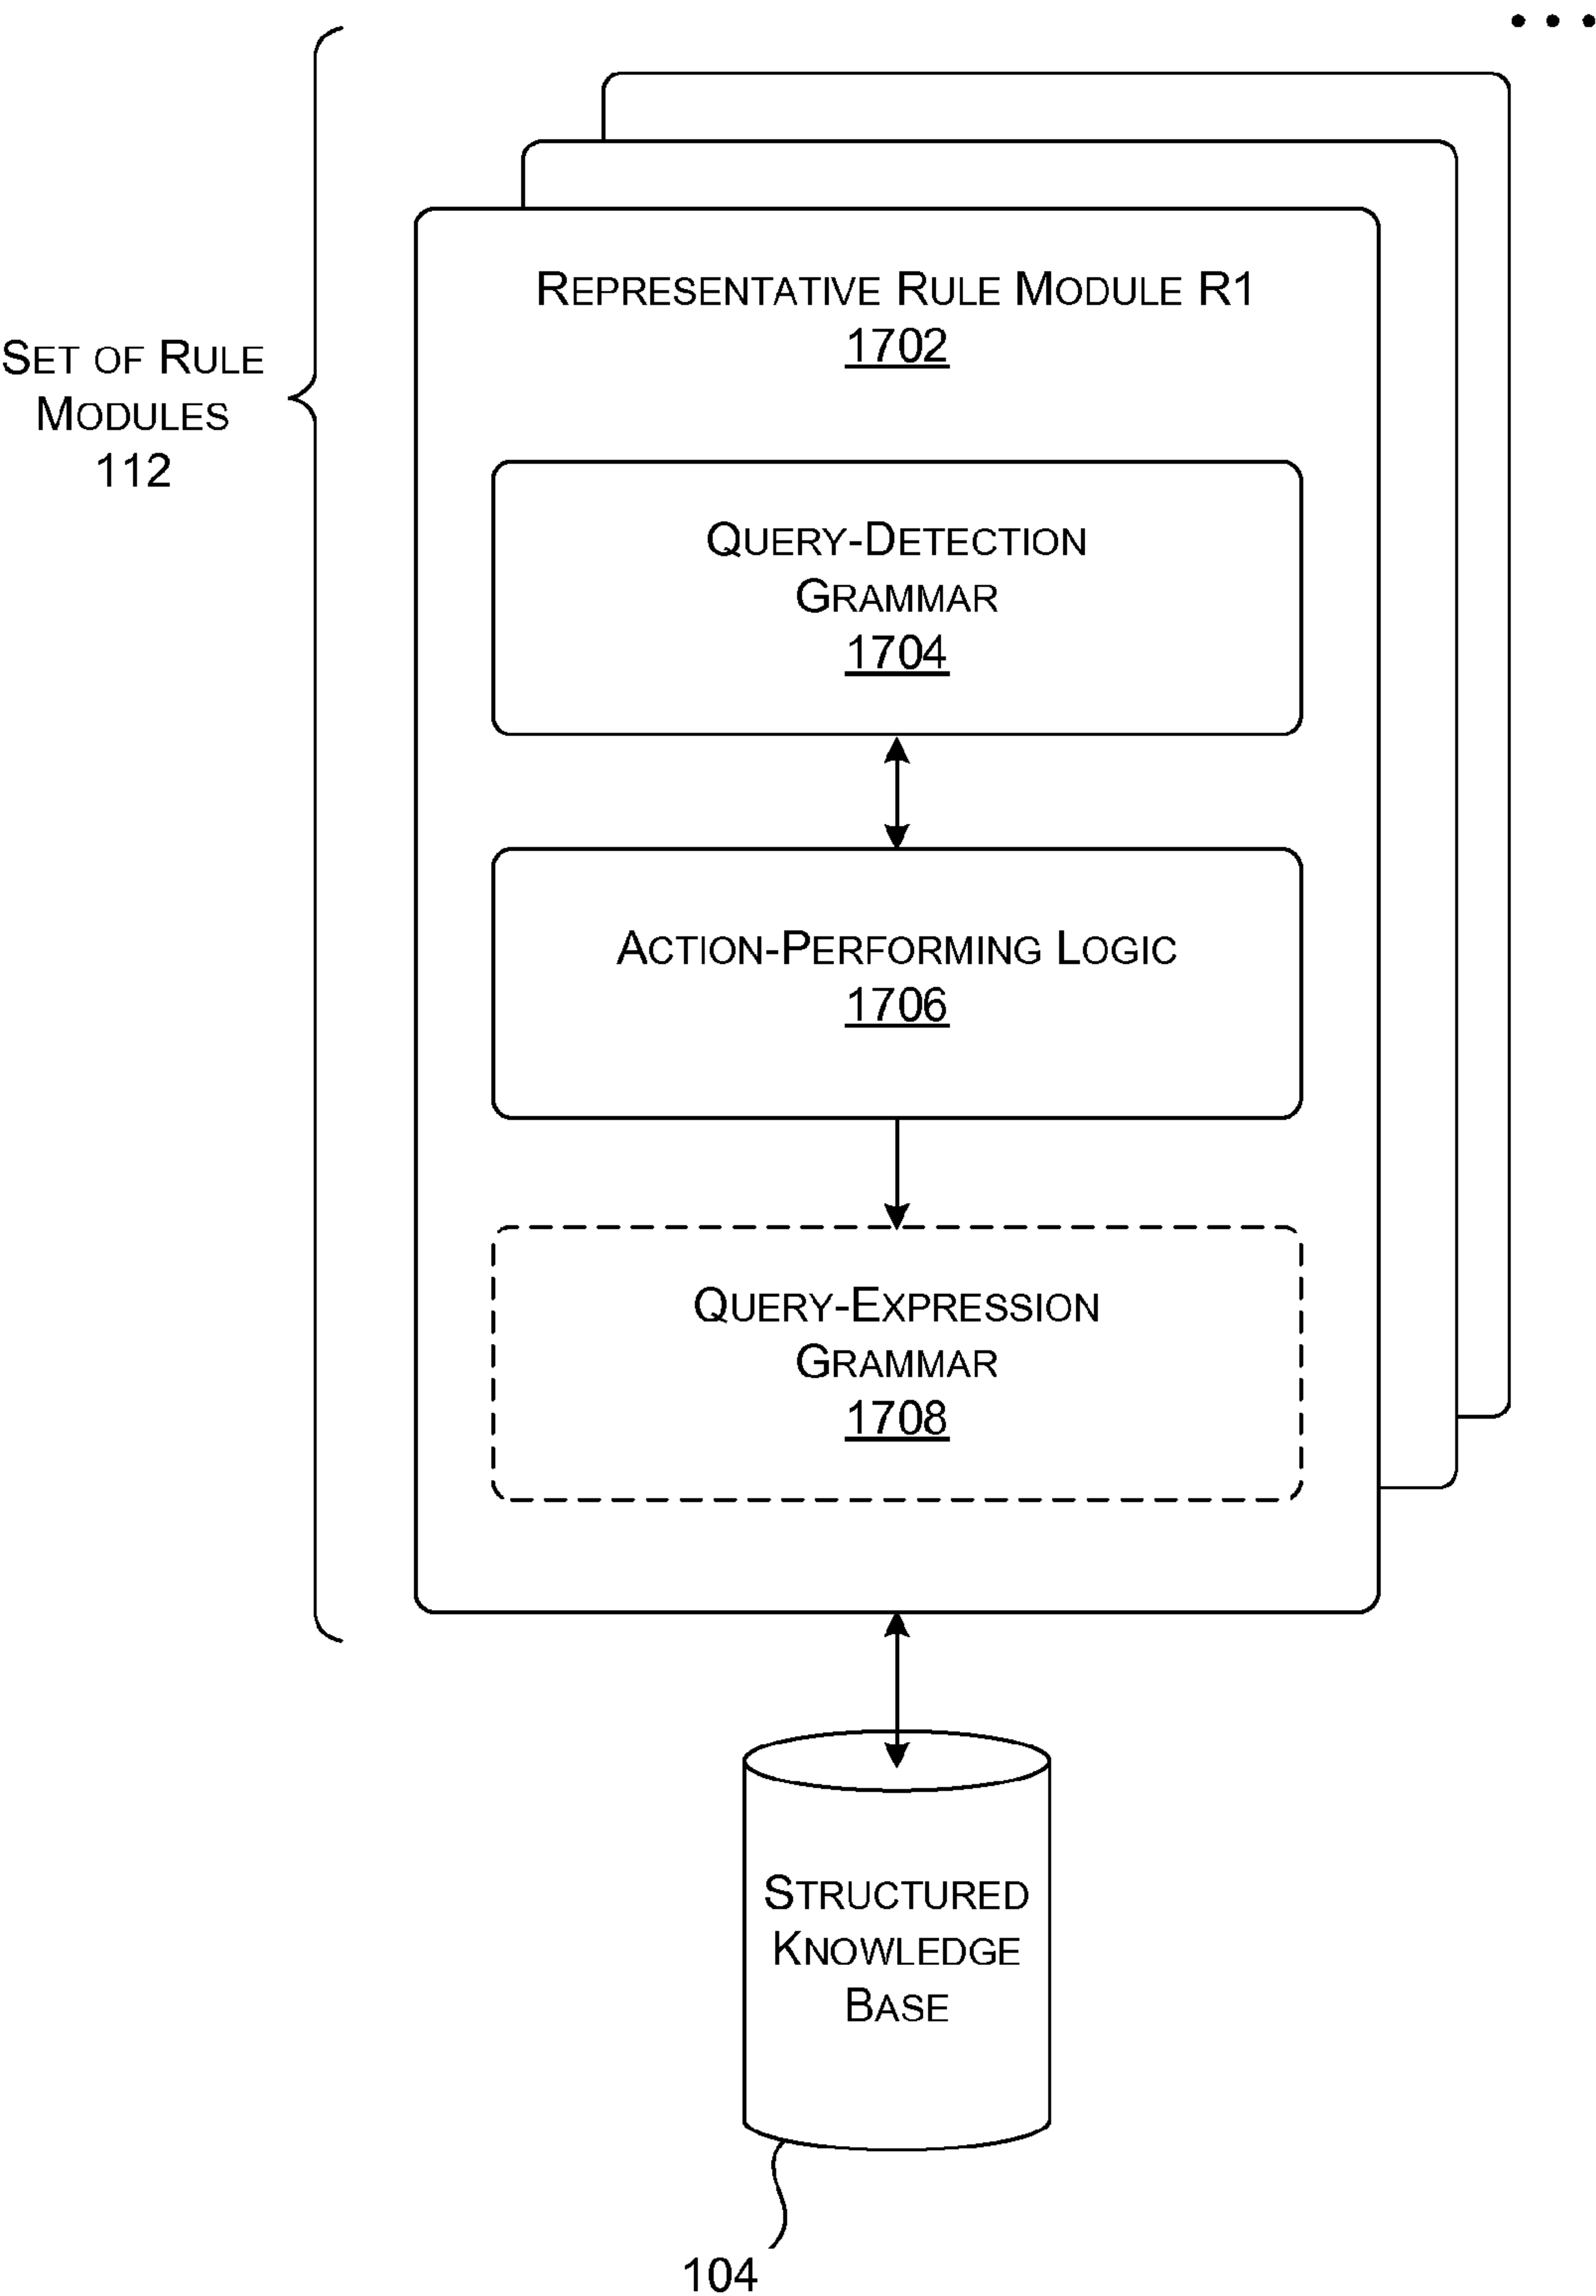 • • •
REPRESENTATIVE RULE MODULE R1
1702
SET OF RULE
MODULES
112
QUERY-DETECTION
GRAMMAR
1704
ACTION-PERFORMING LOGIC
1706
QUERY-EXPRESSION
GRAMMAR
1708
STRUCTURED
KNOWLEDGE
BASE
104